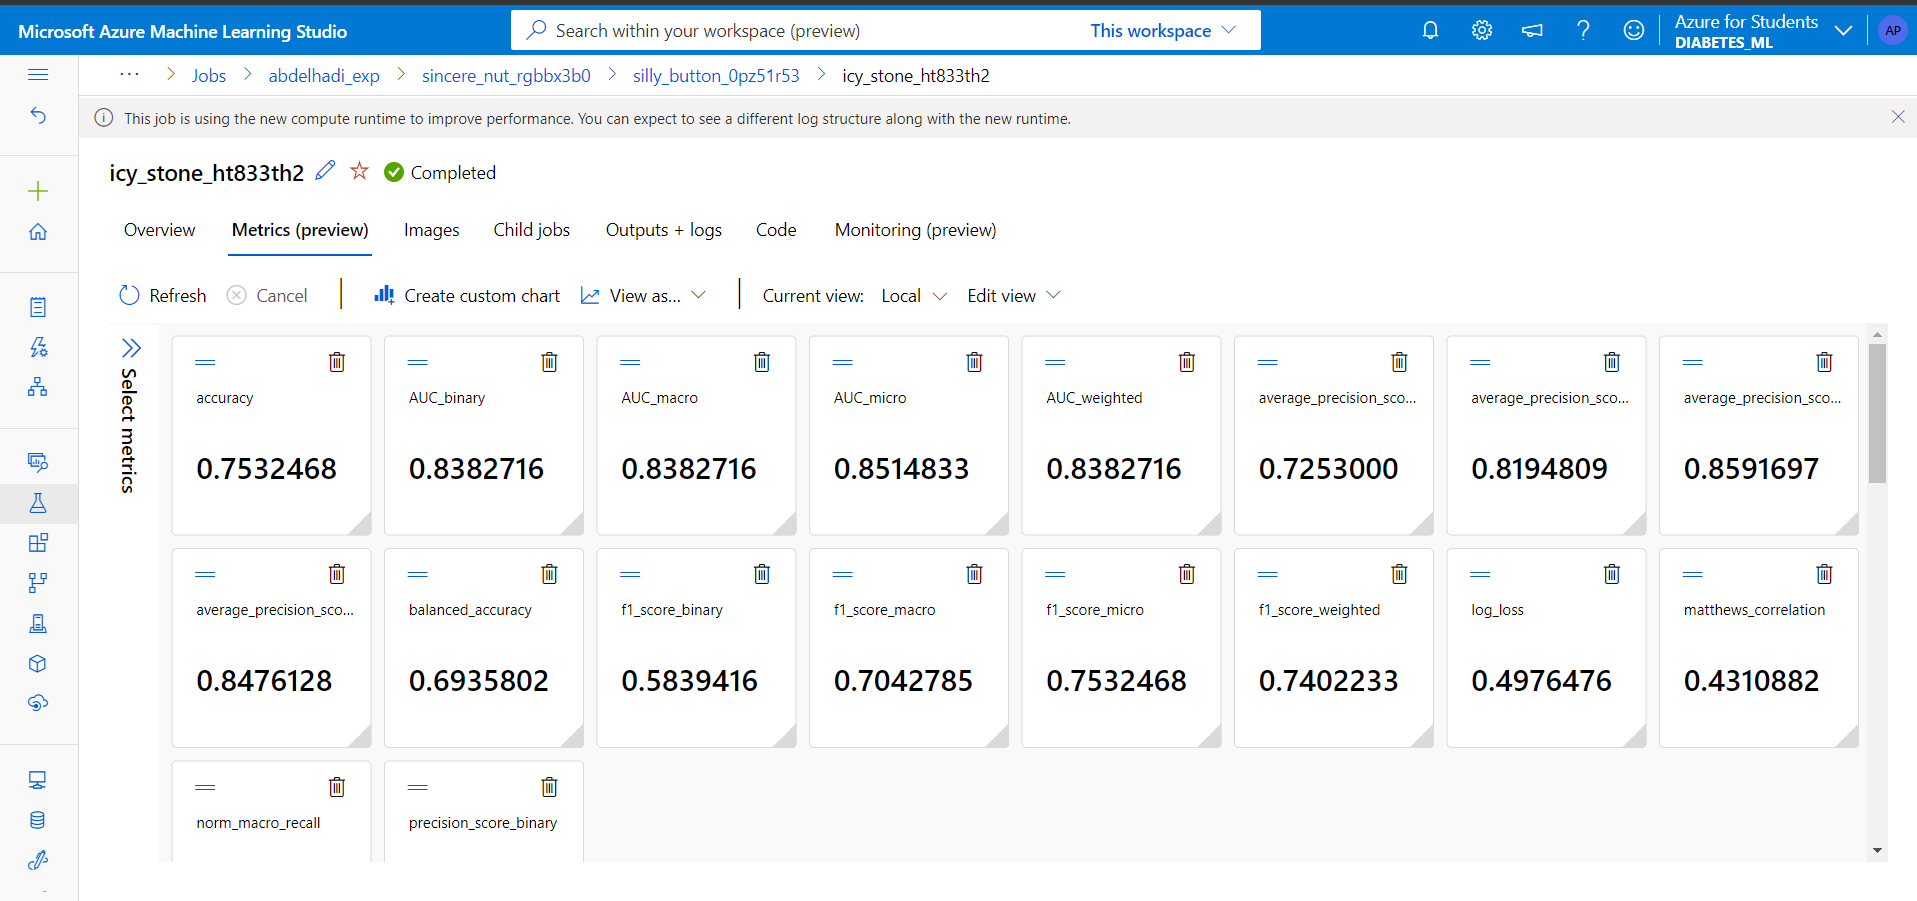 Microsoft Azure Machine Learning Studio
Search within your workspace (preview)
This workspace
Azure for Students
DIABETES_ML
AP
... Jobs abdelhadi_exp sincere_nut_rgbbx3b0 silly_button_0pz51r53 icy_stone_ht833th2
This job is using the new compute runtime to improve performance. You can expect to see a different log structure along with the new runtime.
icy_stone_ht833th2 Completed
Overview Metrics (preview) Images Child jobs Outputs + logs Code Monitoring (preview)
Refresh Cancel Create custom chart View as... Current view: Local Edit view
Select metrics
accuracy AUC_binary AUC_macro AUC_micro AUC_weighted average_precision_sco... average_precision_sco... average_precision_sco...
0.7532468 0.8382716 0.8382716 0.8514833 0.8382716 0.7253000 0.8194809 0.8591697
average_precision_sco... balanced_accuracy f1_score_binary f1_score_macro f1_score_micro f1_score_weighted log_loss matthews_correlation
0.8476128 0.6935802 0.5839416 0.7042785 0.7532468 0.7402233 0.4976476 0.4310882
norm_macro_recall precision_score_binary